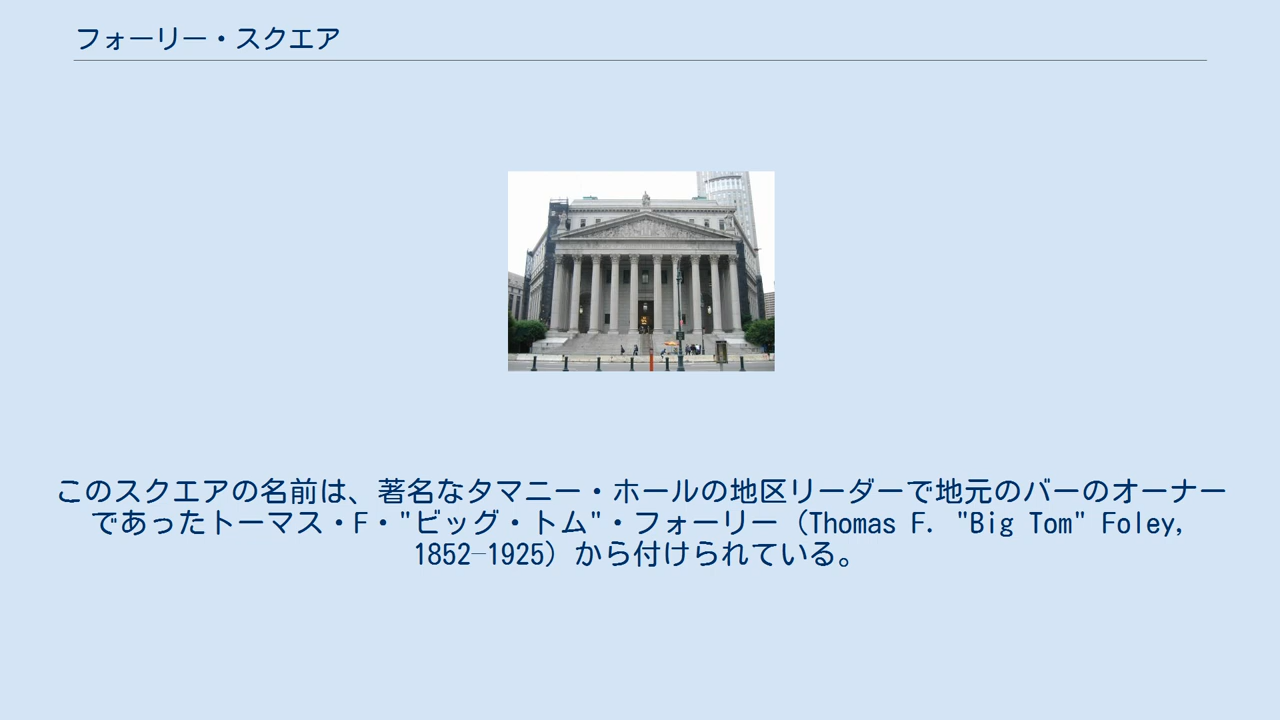 フォーリー・スクエア
このスクエアの名前は、著名なタマニー・ホールの地区リーダーで地元のバーのオーナー
であったトーマス・F・"ビッグ・トム"・フォーリー（Thomas F. "Big Tom" Foley,
1852–1925）から付けられている。